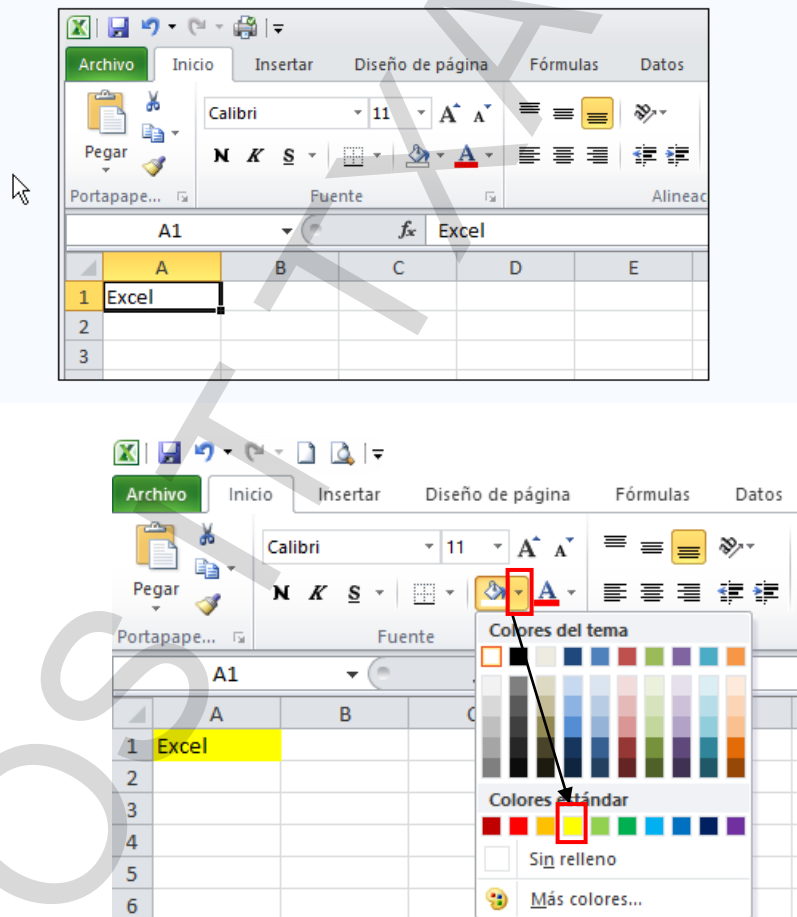 Archivo Inicio Insertar Diseño de página Fórmulas Datos
Calibri 11 A A
Pegar N K S A
Portapape... Fuente Alineac
A1 fx Excel
A B C D E
1 Excel
2
3
Archivo Inicio Insertar Diseño de página Fórmulas Datos
Calibri 11 A A
Pegar N K S A
Portapape... Fuente
Colores del tema
A1
A B C
1 Excel
2
3
Colores estándar
4
5 Sin relleno
6 Más colores...
OSIT TXA